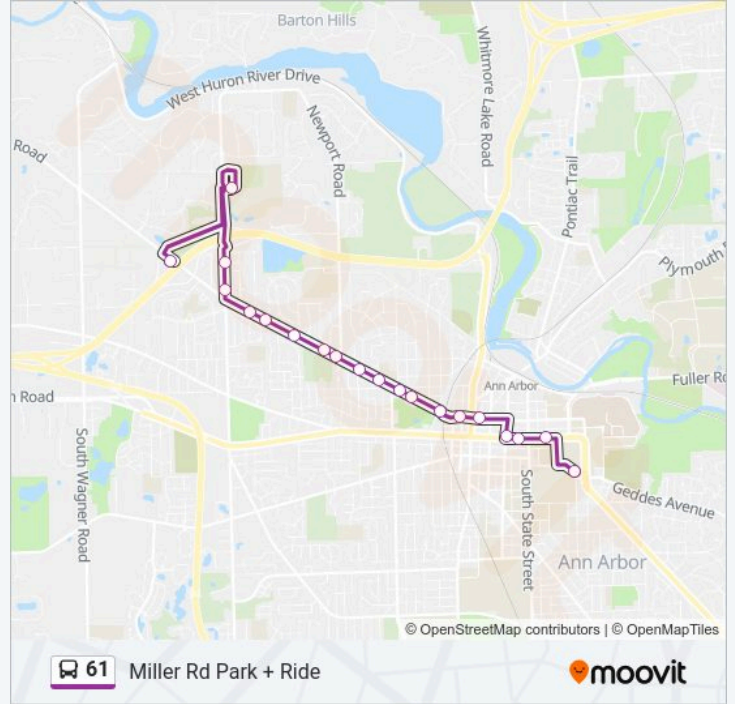 Barton Hills
Whitmore Lake Road
West Huron River Drive
Newport Road
Road
Pontiac Trail
Plymouth R
Ann Arbor
Fuller Ro
n Road
South Wagner Road
South State Street
Geddes Avenue
Ann Arbor
© OpenStreetMap contributors | © OpenMapTiles
61 Miller Rd Park + Ride
moovit